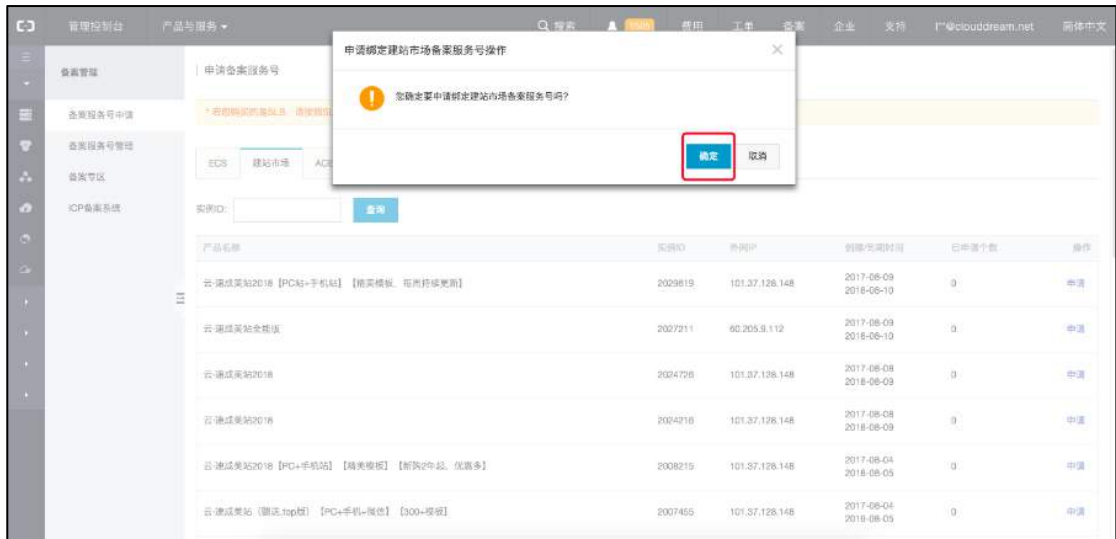 管理控制台 产品与服务 搜索 费用 工单 备案 企业 支持 l***@clouddream.net 简体中文
申请绑定建站市场备案服务号操作
备案管理
申请备案服务号
您确定要申请绑定建站市场备案服务号吗?
备案服务号申请
备案服务号管理
确定 取消
ECS 建站市场
备案专区
ICP备案系统
实例ID: 查询
产品名称 实例ID 外网IP 创建/到期时间 已申请个数 操作
云·速成美站2018【PC站+手机站】【精美模板,每周持续更新】 2029819 101.37.128.148 2017-08-09 0 申请
2018-08-10
云·速成美站全能版 2027211 60.205.9.112 2017-08-09 0 申请
2018-08-10
云·速成美站2018 2024726 101.37.128.148 2017-08-08 0 申请
2018-08-09
云·速成美站2018 2024216 101.37.128.148 2017-08-08 0 申请
2018-08-09
云·速成美站2018【PC+手机站】【精美模板】【新购2年起,优惠多】 2008215 101.37.128.148 2017-08-04 0 申请
2018-08-05
云·速成美站(赠送.top版)【PC+手机+微信】【300+模板】 2007455 101.37.128.148 2017-08-04 0 申请
2018-08-05